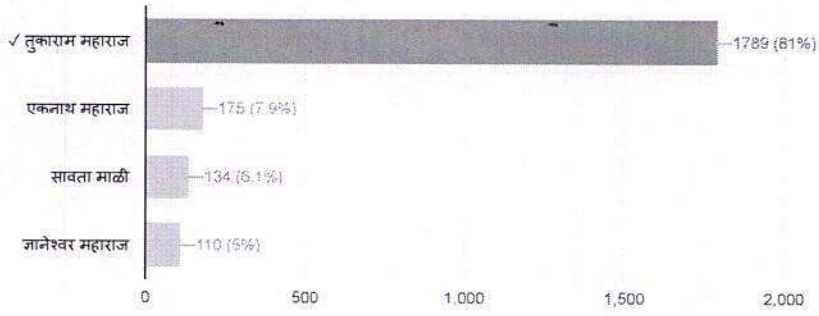 ✓ तुकाराम महाराज 1789 (81%)
एकनाथ महाराज 175 (7.9%)
सावता माळी 134 (6.1%)
ज्ञानेश्वर महाराज 110 (5%)
0 500 1,000 1,500 2,000